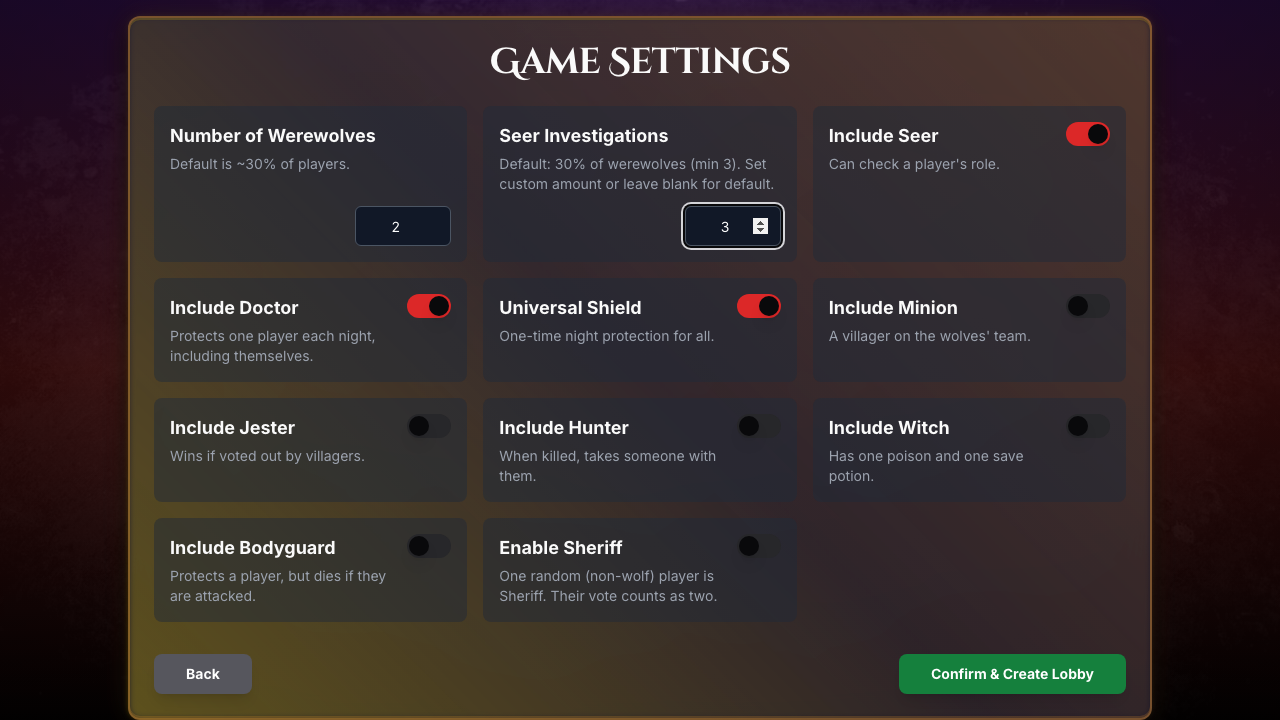 Game Settings
Number of Werewolves
Default is ~30% of players.
2
Seer Investigations
Default: 30% of werewolves (min 3). Set
custom amount or leave blank for default.
3
Include Seer
Can check a player's role.
Include Doctor
Protects one player each night,
including themselves.
Universal Shield
One-time night protection for all.
Include Minion
A villager on the wolves' team.
Include Jester
Wins if voted out by villagers.
Include Hunter
When killed, takes someone with
them.
Include Witch
Has one poison and one save
potion.
Include Bodyguard
Protects a player, but dies if they
are attacked.
Enable Sheriff
One random (non-wolf) player is
Sheriff. Their vote counts as two.
Back
Confirm & Create Lobby